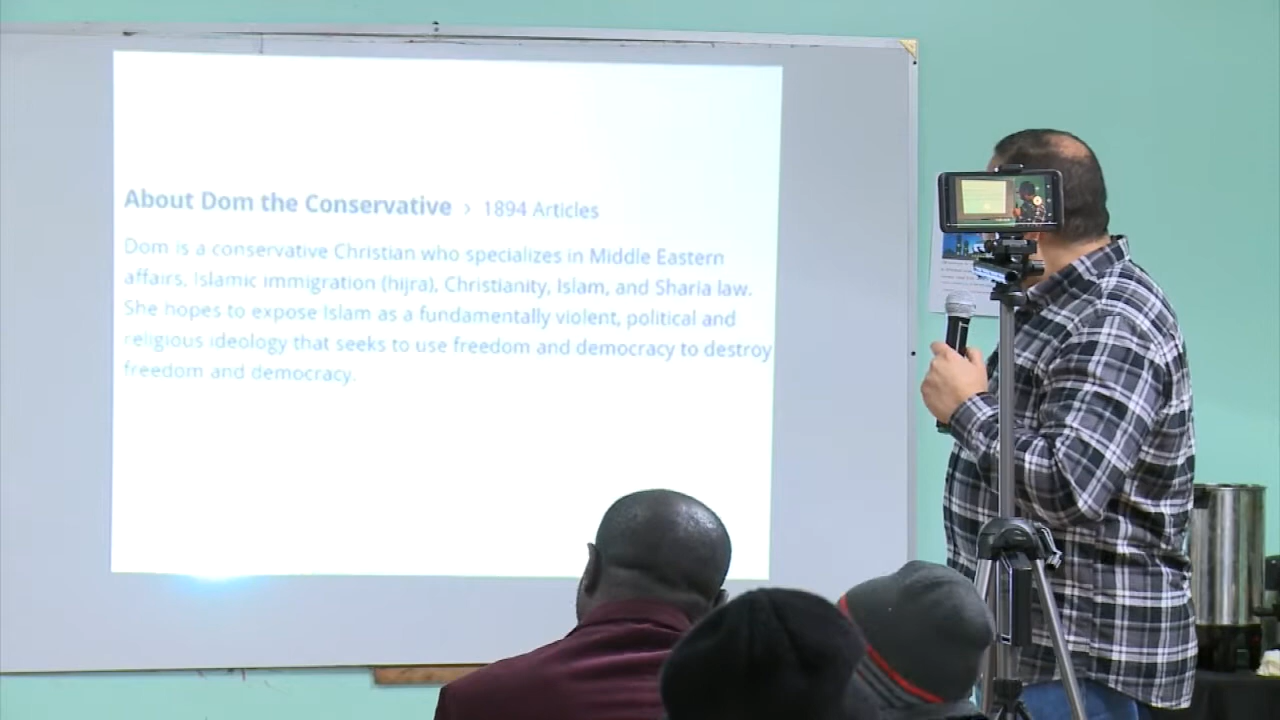 About Dom the Conservative › 1894 Articles
Dom is a conservative Christian who specializes in Middle Eastern
affairs, Islamic immigration (hijra), Christianity, Islam, and Sharia law.
She hopes to expose Islam as a fundamentally violent, political and
religious ideology that seeks to use freedom and democracy to destroy
freedom and democracy.